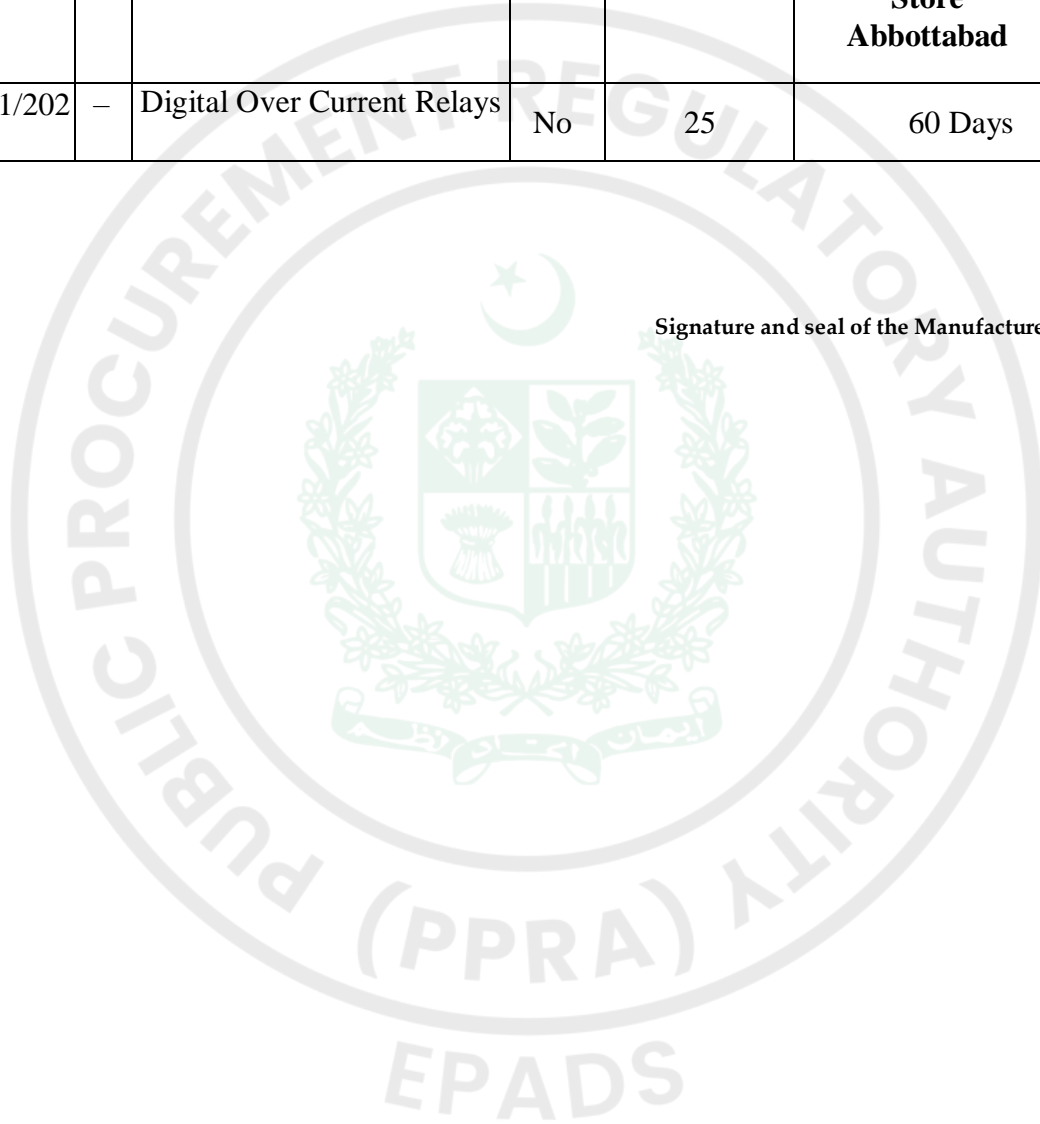 Store
Abbottabad
1/202 – Digital Over Current Relays No 25 60 Days
Signature and seal of the Manufacture
PUBLIC PROCUREMENT REGULATORY AUTHORITY
(PPRA)
EPADS